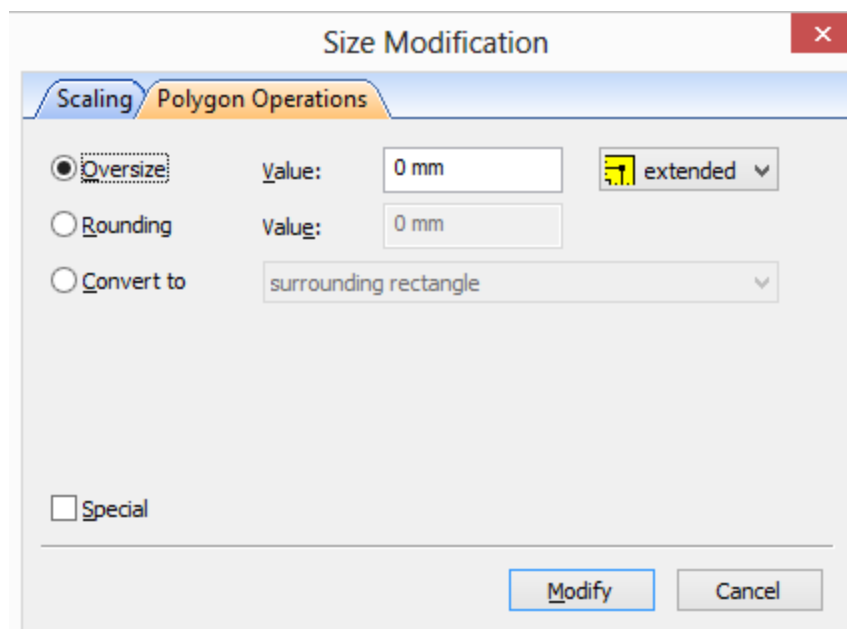 Size Modification
Scaling Polygon Operations
Oversize Value: 0 mm extended
Rounding Value: 0 mm
Convert to surrounding rectangle
Special
Modify Cancel